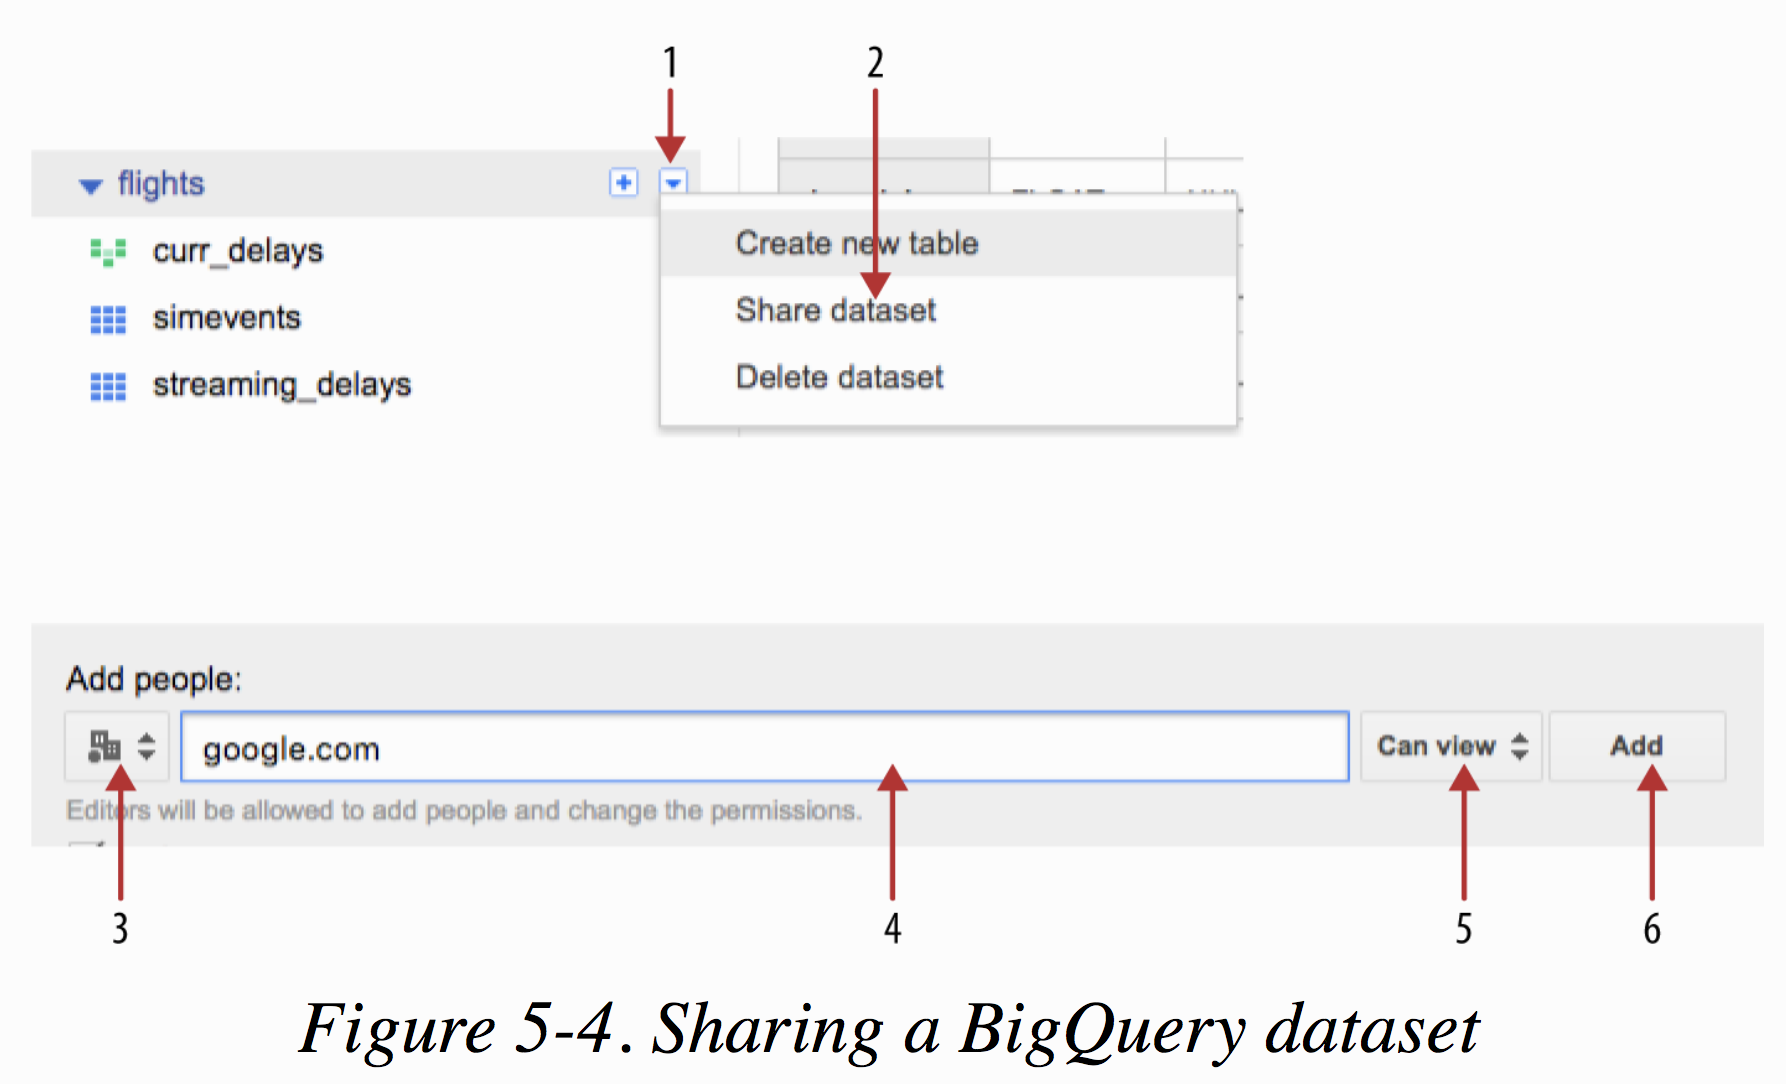 1 2
flights
curr_delays
simevents
streaming_delays
Create new table
Share dataset
Delete dataset
Add people:
google.com Can view Add
Editors will be allowed to add people and change the permissions.
3 4 5 6
Figure 5-4. Sharing a BigQuery dataset